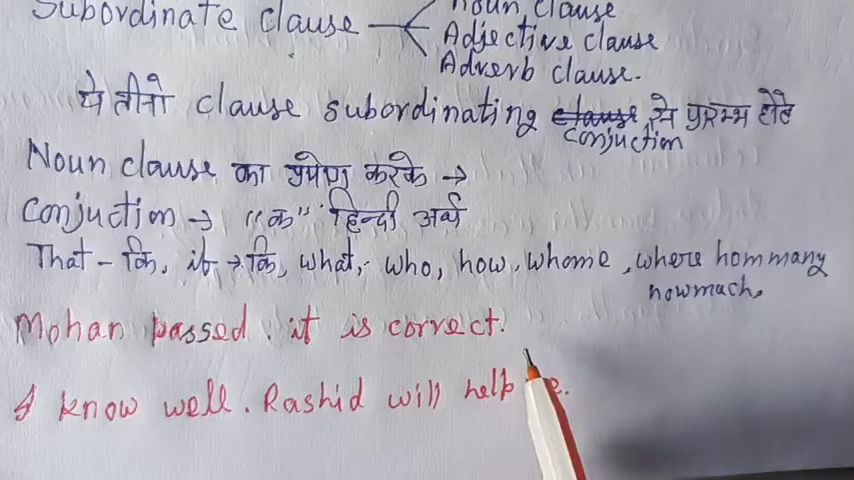 Subordinate clause
Noun clause
Adjective clause
Adverb clause.
ये तीनो clause subordinating clause से प्रारम्भ होते
conjuction
Noun clause का प्रयोग करके →
Conjuction → "क" हिन्दी अर्थ
That - कि, if → कि, what, who, how, whome, where hommany
howmuch,
Mohan passed. it is correct.
I know well. Rashid will help